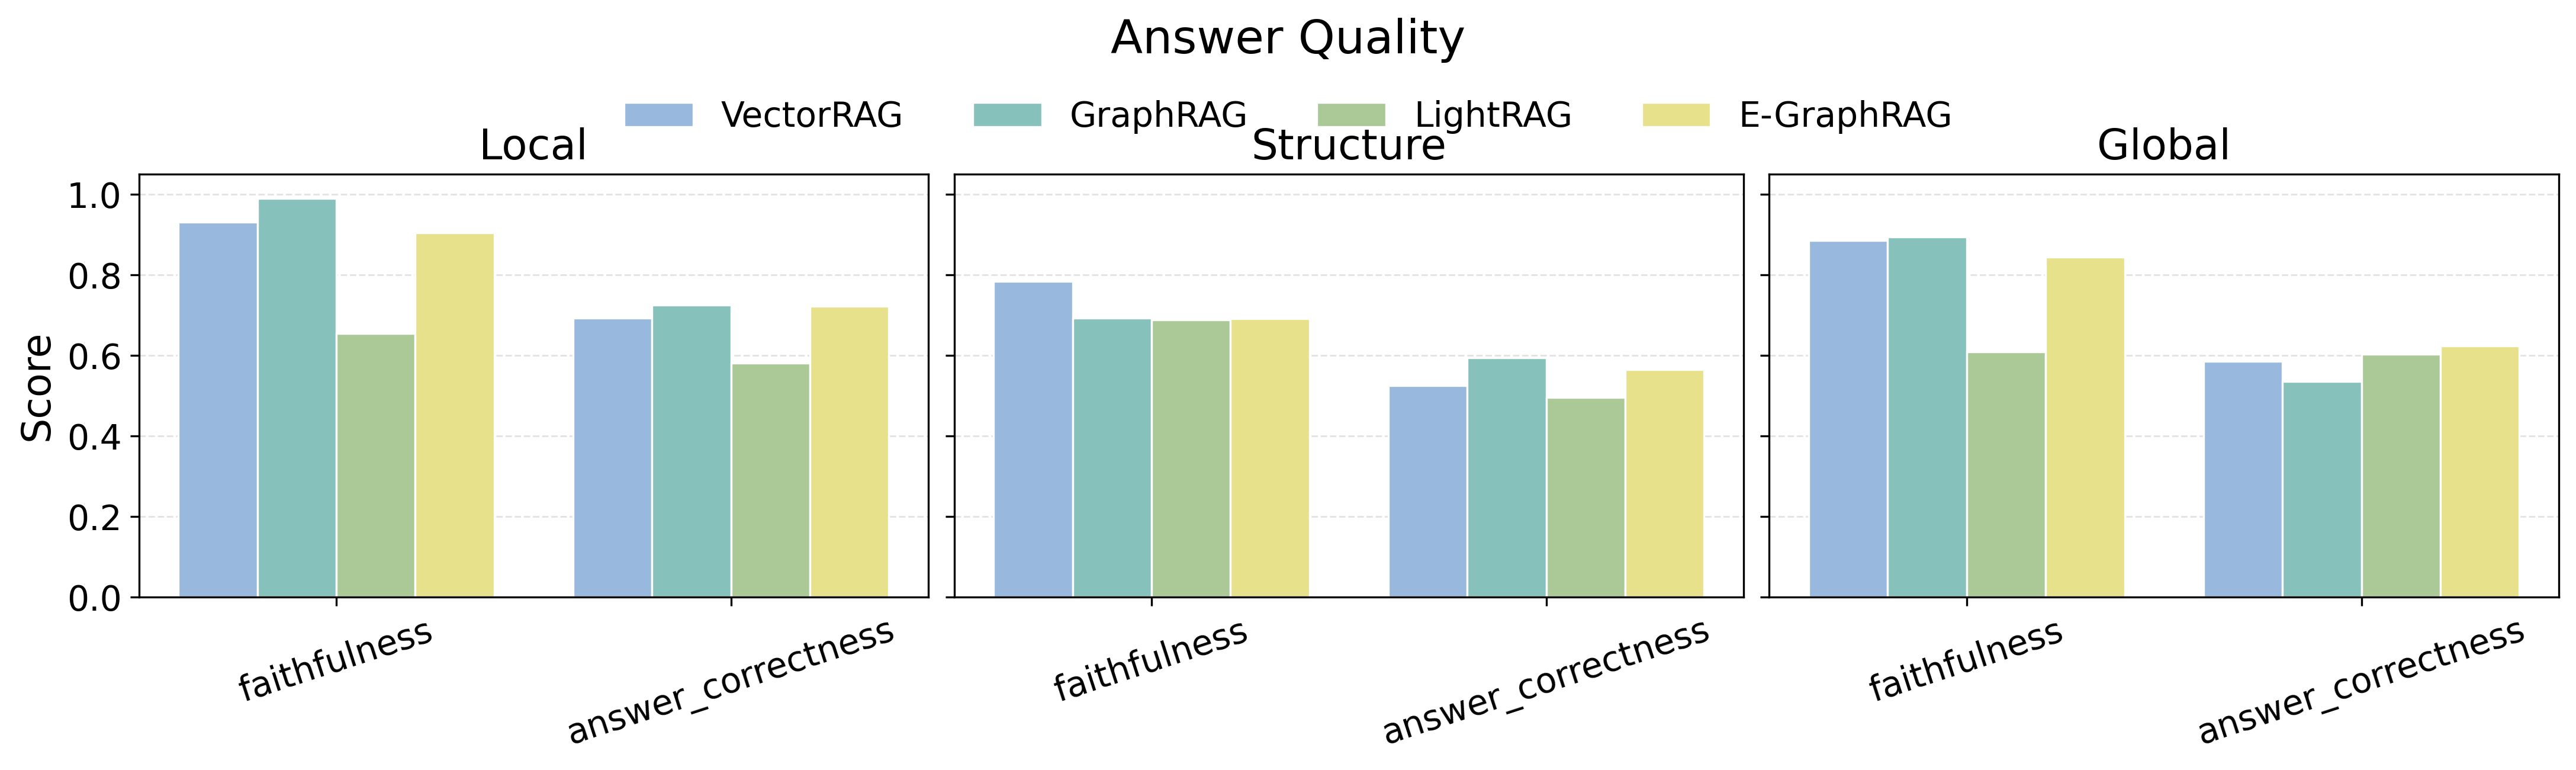 Answer Quality
VectorRAG GraphRAG LightRAG E-GraphRAG
Local Structure Global
Score
1.0
0.8
0.6
0.4
0.2
0.0
faithfulness answer_correctness faithfulness answer_correctness faithfulness answer_correctness